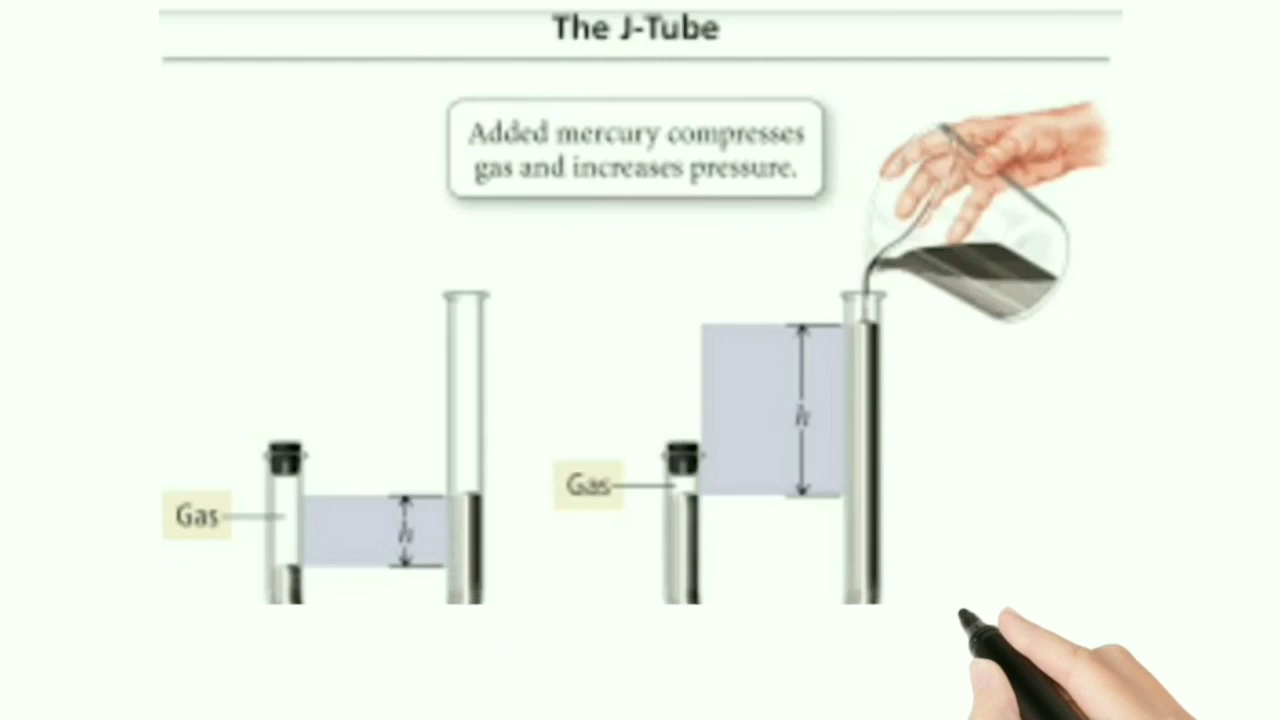 The J-Tube
Added mercury compresses
gas and increases pressure.
h
Gas
Gas
h